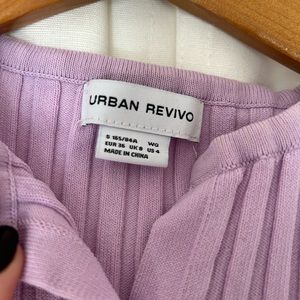 URBAN REVIVO
S 165/84A WG
EUR 36 UK 8 US 4
MADE IN CHINA